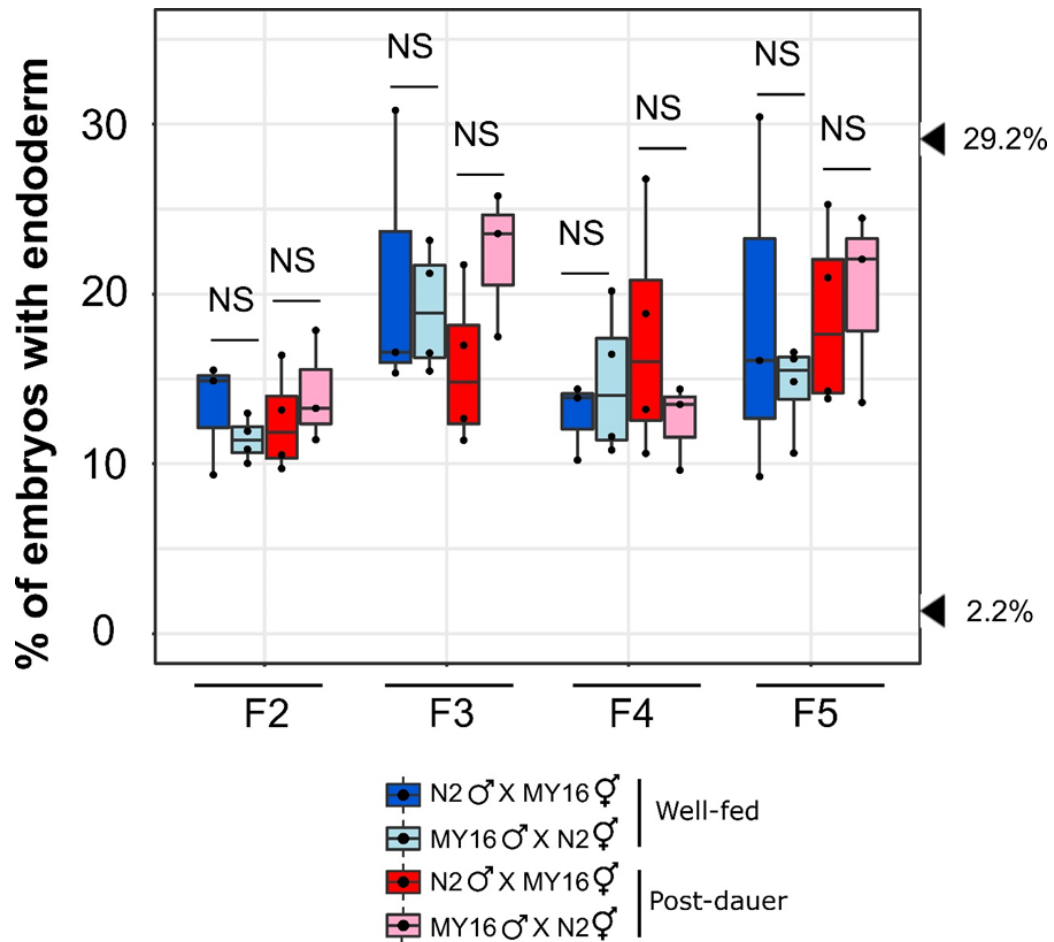 % of embryos with endoderm
30
20
10
0
NS
NS
NS
NS
NS
NS
NS
NS
29.2%
2.2%
F2
F3
F4
F5
N2 ♂ X MY16 ⚥
MY16 ♂ X N2 ⚥
Well-fed
N2 ♂ X MY16 ⚥
MY16 ♂ X N2 ⚥
Post-dauer